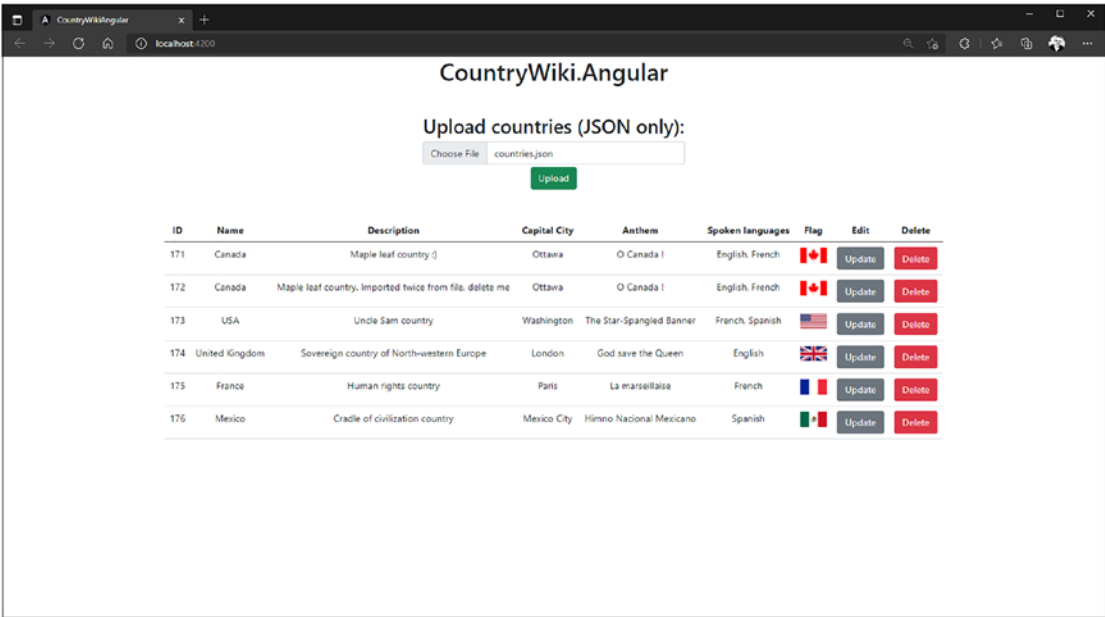 CountryWikiAngular
localhost:4200
CountryWiki.Angular
Upload countries (JSON only):
Choose File countries.json
Upload
ID Name Description Capital City Anthem Spoken languages Flag Edit Delete
171 Canada Maple leaf country :) Ottawa O Canada ! English, French Update Delete
172 Canada Maple leaf country. Imported twice from file, delete me Ottawa O Canada ! English, French Update Delete
173 USA Uncle Sam country Washington The Star-Spangled Banner French, Spanish Update Delete
174 United Kingdom Sovereign country of North-western Europe London God save the Queen English Update Delete
175 France Human rights country Paris La marseillaise French Update Delete
176 Mexico Cradle of civilization country Mexico City Himno Nacional Mexicano Spanish Update Delete